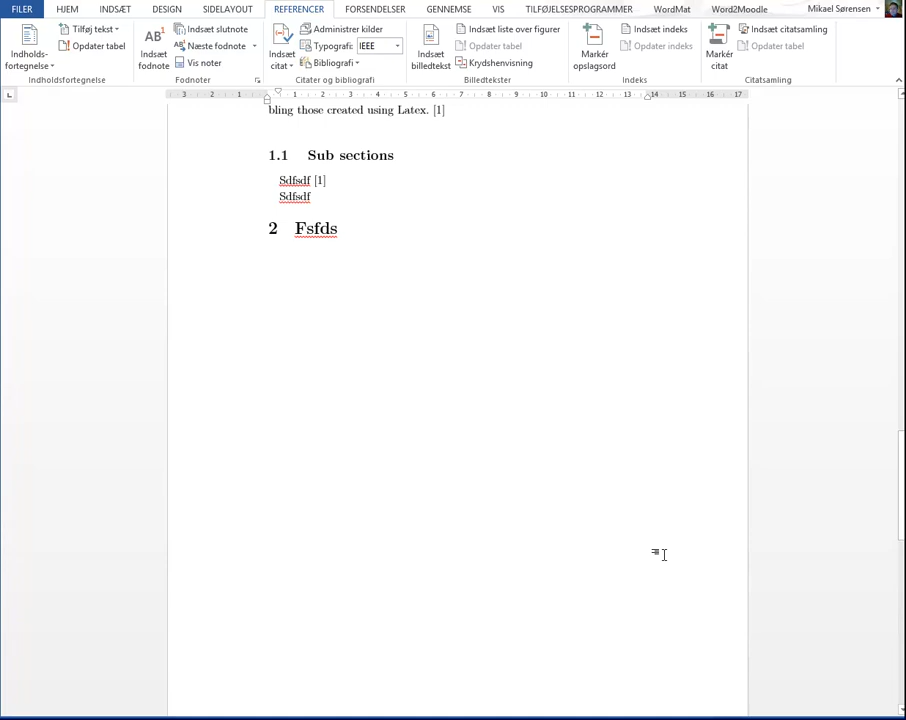 FILER HJEM INDSÆT DESIGN SIDELAYOUT REFERENCER FORSENDELSER GENNEMSE VIS TILFØJELSESPROGRAMMER WordMat Word2Moodle Mikael Sørensen
Indholds-
fortegnelse
Tilføj tekst
Opdater tabel
Indholdsfortegnelse
AB1
Indsæt
fodnote
Indsæt slutnote
Næste fodnote
Vis noter
Fodnoter
Indsæt
citat
Administrer kilder
Typografi: IEEE
Bibliografi
Citater og bibliografi
Indsæt
billedtekst
Indsæt liste over figurer
Opdater tabel
Krydshenvisning
Billedtekster
Markér
opslagsord
Indsæt indeks
Opdater indeks
Indeks
Markér
citat
Indsæt citatsamling
Opdater tabel
Citatsamling
3 2 1 1 2 3 4 5 6 7 8 9 10 11 12 13 14 15 16 17
bling those created using Latex. [1]
1.1 Sub sections
Sdfsdf [1]
Sdfsdf
2 Fsfds